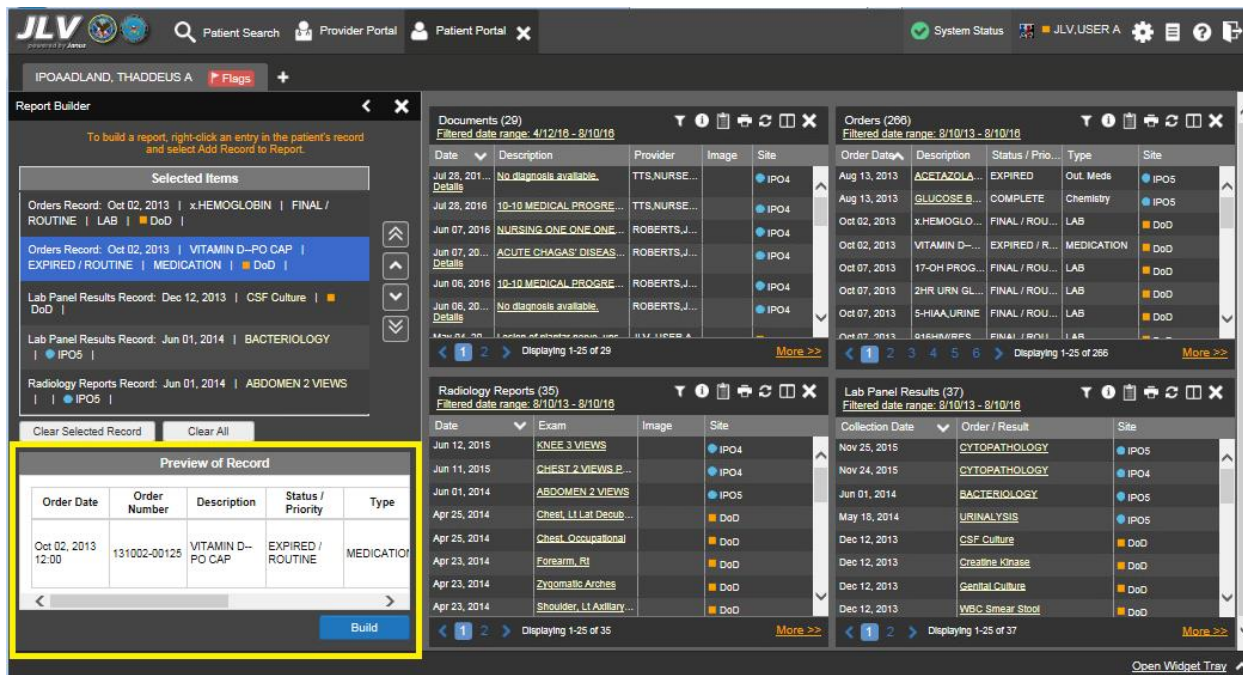 JLV
powered by Janus
Patient Search
Provider Portal
Patient Portal
System Status
JLV,USER A
IPOAADLAND, THADDEUS A
Flags
Report Builder
To build a report, right-click an entry in the patient's record
and select Add Record to Report.
Selected Items
Orders Record: Oct 02, 2013 | x.HEMOGLOBIN | FINAL /
ROUTINE | LAB | DoD |
Orders Record: Oct 02, 2013 | VITAMIN D--PO CAP |
EXPIRED / ROUTINE | MEDICATION | DoD |
Lab Panel Results Record: Dec 12, 2013 | CSF Culture |
DoD |
Lab Panel Results Record: Jun 01, 2014 | BACTERIOLOGY
| IPO5 |
Radiology Reports Record: Jun 01, 2014 | ABDOMEN 2 VIEWS
| | IPO5 |
Clear Selected Record Clear All
Preview of Record
Order Date Order Number Description Status / Priority Type
Oct 02, 2013 12:00 131002-00125 VITAMIN D-- PO CAP EXPIRED / ROUTINE MEDICATION
Build
Documents (29)
Filtered date range: 4/12/16 - 8/10/16
Date Description Provider Image Site
Jul 28, 201... No diagnosis available. TTS,NURSE... IPO4
Details
Jul 28, 2016 10-10 MEDICAL PROGRE... TTS,NURSE... IPO4
Jun 07, 2016 NURSING ONE ONE ONE... ROBERTS,J... IPO4
Jun 07, 20... ACUTE CHAGAS' DISEAS... ROBERTS,J... IPO4
Details
Jun 06, 2016 10-10 MEDICAL PROGRE... ROBERTS,J... IPO4
Jun 06, 20... No diagnosis available. ROBERTS,J... IPO4
Details
1 2 Displaying 1-25 of 29 More >>
Orders (266)
Filtered date range: 8/10/13 - 8/10/16
Order Date Description Status / Prio... Type Site
Aug 13, 2013 ACETAZOLA... EXPIRED Out. Meds IPO5
Aug 13, 2013 GLUCOSE B... COMPLETE Chemistry IPO5
Oct 02, 2013 x.HEMOGLO... FINAL / ROU... LAB DoD
Oct 02, 2013 VITAMIN D--... EXPIRED / R... MEDICATION DoD
Oct 07, 2013 17-OH PROG... FINAL / ROU... LAB DoD
Oct 07, 2013 2HR URN GL... FINAL / ROU... LAB DoD
Oct 07, 2013 5-HIAA,URINE FINAL / ROU... LAB DoD
1 2 3 4 5 6 Displaying 1-25 of 266 More >>
Radiology Reports (35)
Filtered date range: 8/10/13 - 8/10/16
Date Exam Image Site
Jun 12, 2015 KNEE 3 VIEWS IPO4
Jun 11, 2015 CHEST 2 VIEWS P... IPO4
Jun 01, 2014 ABDOMEN 2 VIEWS IPO5
Apr 25, 2014 Chest, Lt Lat Decub... DoD
Apr 25, 2014 Chest, Occupational DoD
Apr 23, 2014 Forearm, Rt DoD
Apr 23, 2014 Zygomatic Arches DoD
Apr 23, 2014 Shoulder, Lt Axillary... DoD
1 2 Displaying 1-25 of 35 More >>
Lab Panel Results (37)
Filtered date range: 8/10/13 - 8/10/16
Collection Date Order / Result Site
Nov 25, 2015 CYTOPATHOLOGY IPO5
Nov 24, 2015 CYTOPATHOLOGY IPO4
Jun 01, 2014 BACTERIOLOGY IPO5
May 18, 2014 URINALYSIS IPO5
Dec 12, 2013 CSF Culture DoD
Dec 12, 2013 Creatine Kinase DoD
Dec 12, 2013 Genital Culture DoD
Dec 12, 2013 WBC Smear Stool DoD
1 2 Displaying 1-25 of 37 More >>
Open Widget Tray